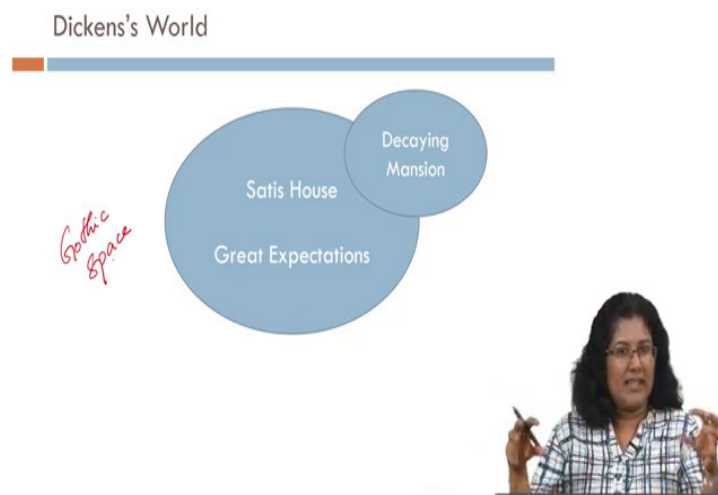 Dickens's World
Decaying
Mansion
Satis House
Great Expectations
Gothic
Space